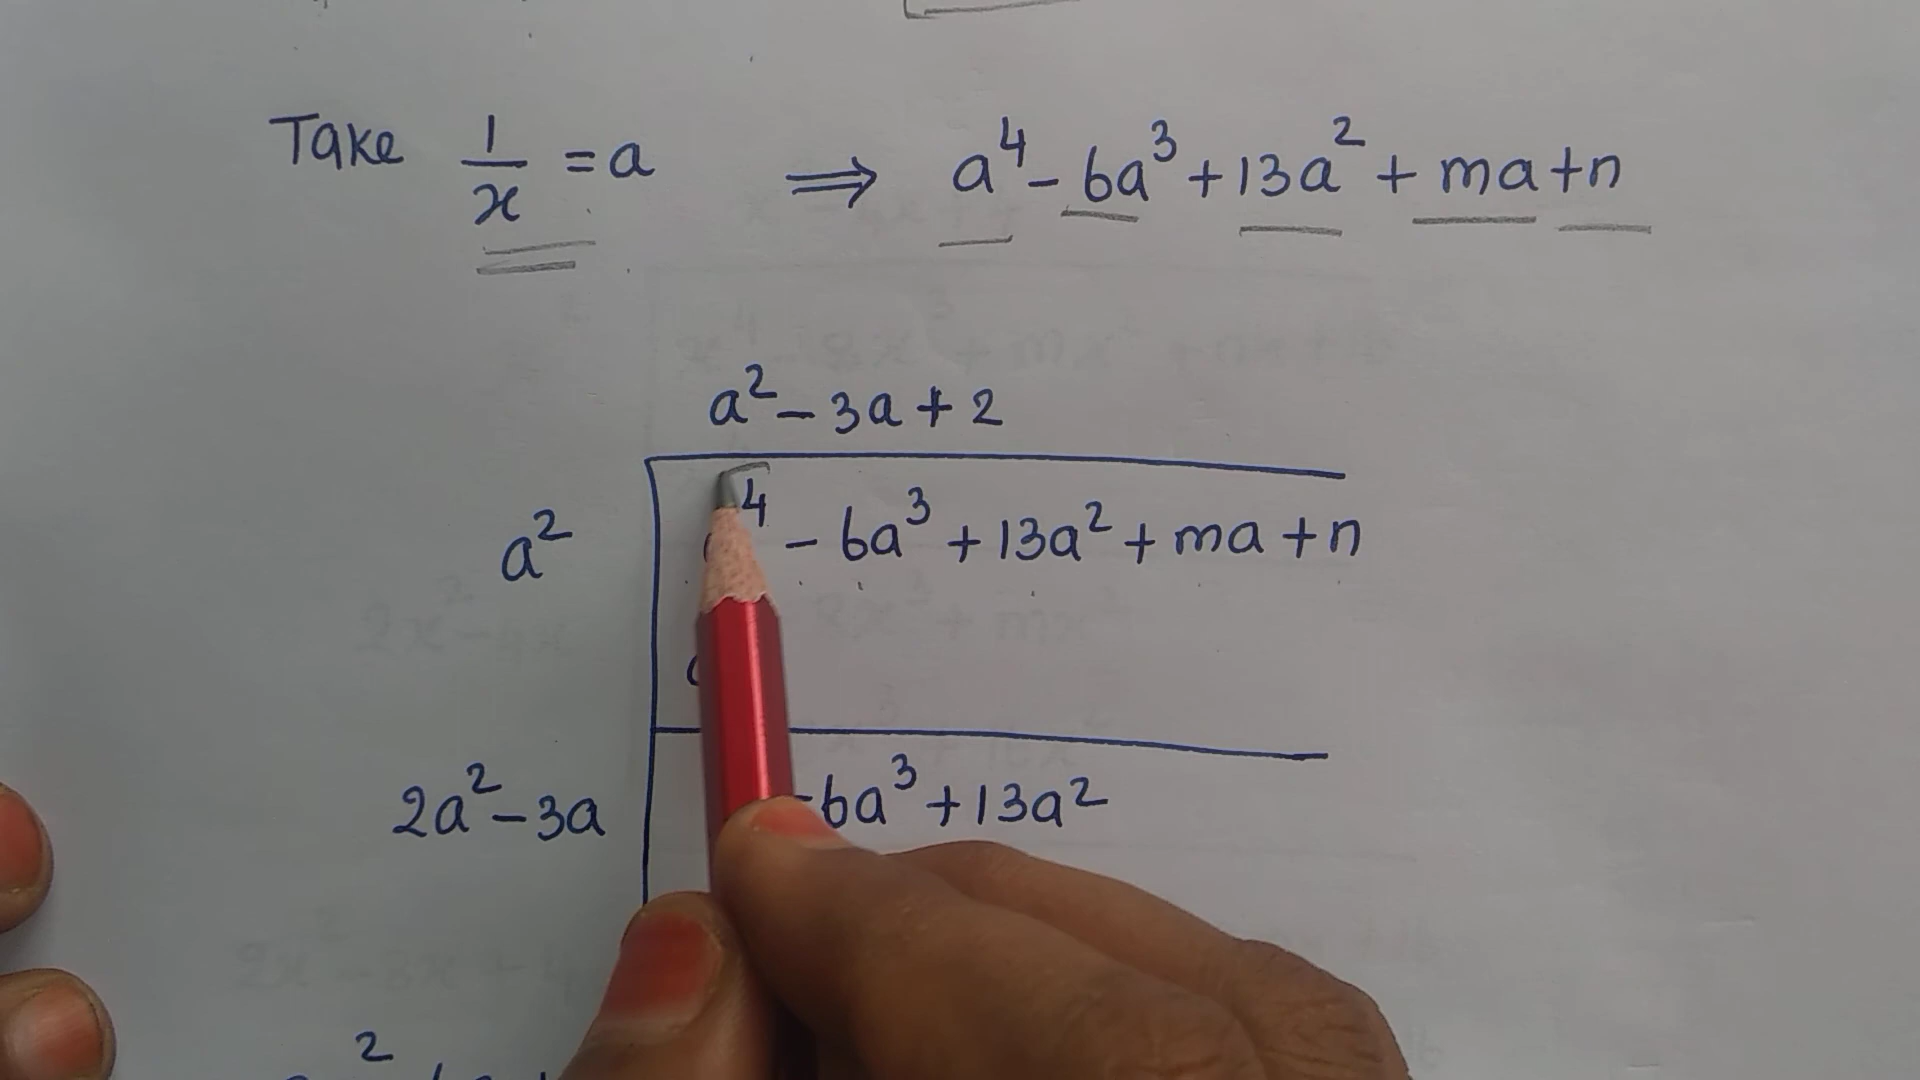 Take 1/x = a ⟹ a⁴ - 6a³ + 13a² + ma + n
a² - 3a + 2
a² 4 - 6a³ + 13a² + ma + n
2a² - 3a -6a³ + 13a²
2